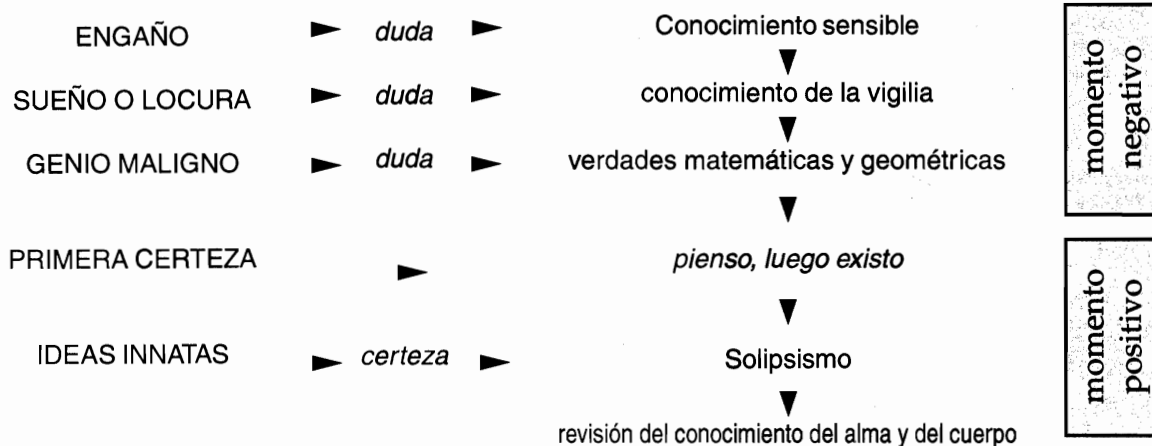 ENGAÑO duda Conocimiento sensible
SUEÑO O LOCURA duda conocimiento de la vigilia
GENIO MALIGNO duda verdades matemáticas y geométricas
momento
negativo
PRIMERA CERTEZA pienso, luego existo
IDEAS INNATAS certeza Solipsismo
revisión del conocimiento del alma y del cuerpo
momento
positivo